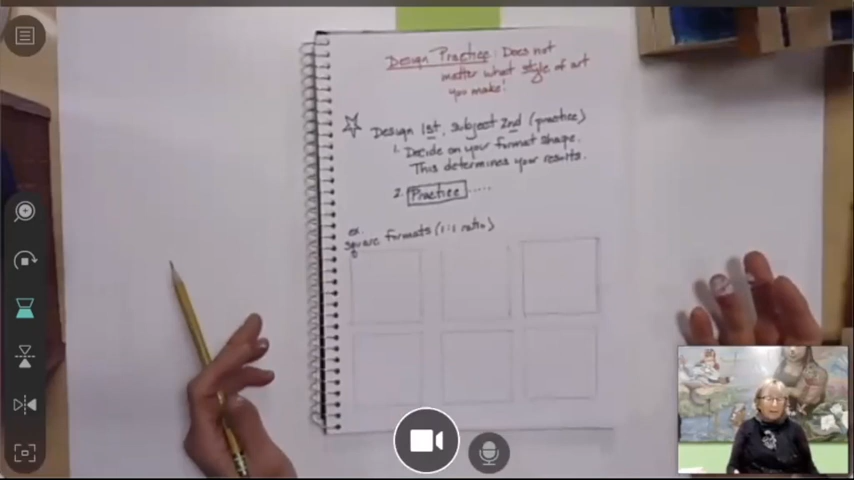 Design Practice: Does not
matter what style of art
you make!
Design 1st, subject 2nd (practice)
1. Decide on your format shape.
This determines your results.
2. Practice .....
ex.
square formats (1:1 ratio)